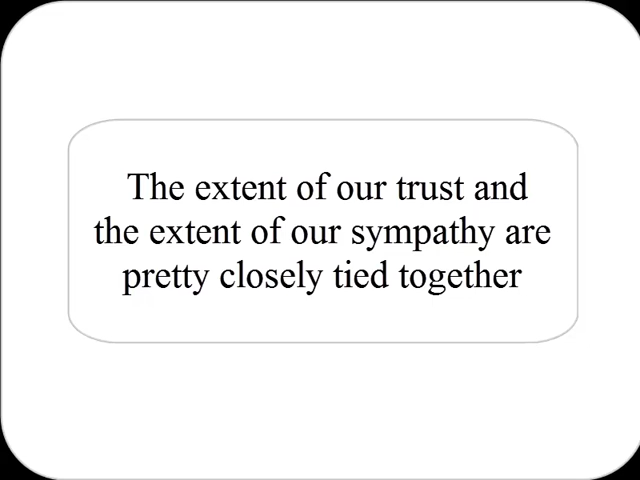 The extent of our trust and
the extent of our sympathy are
pretty closely tied together